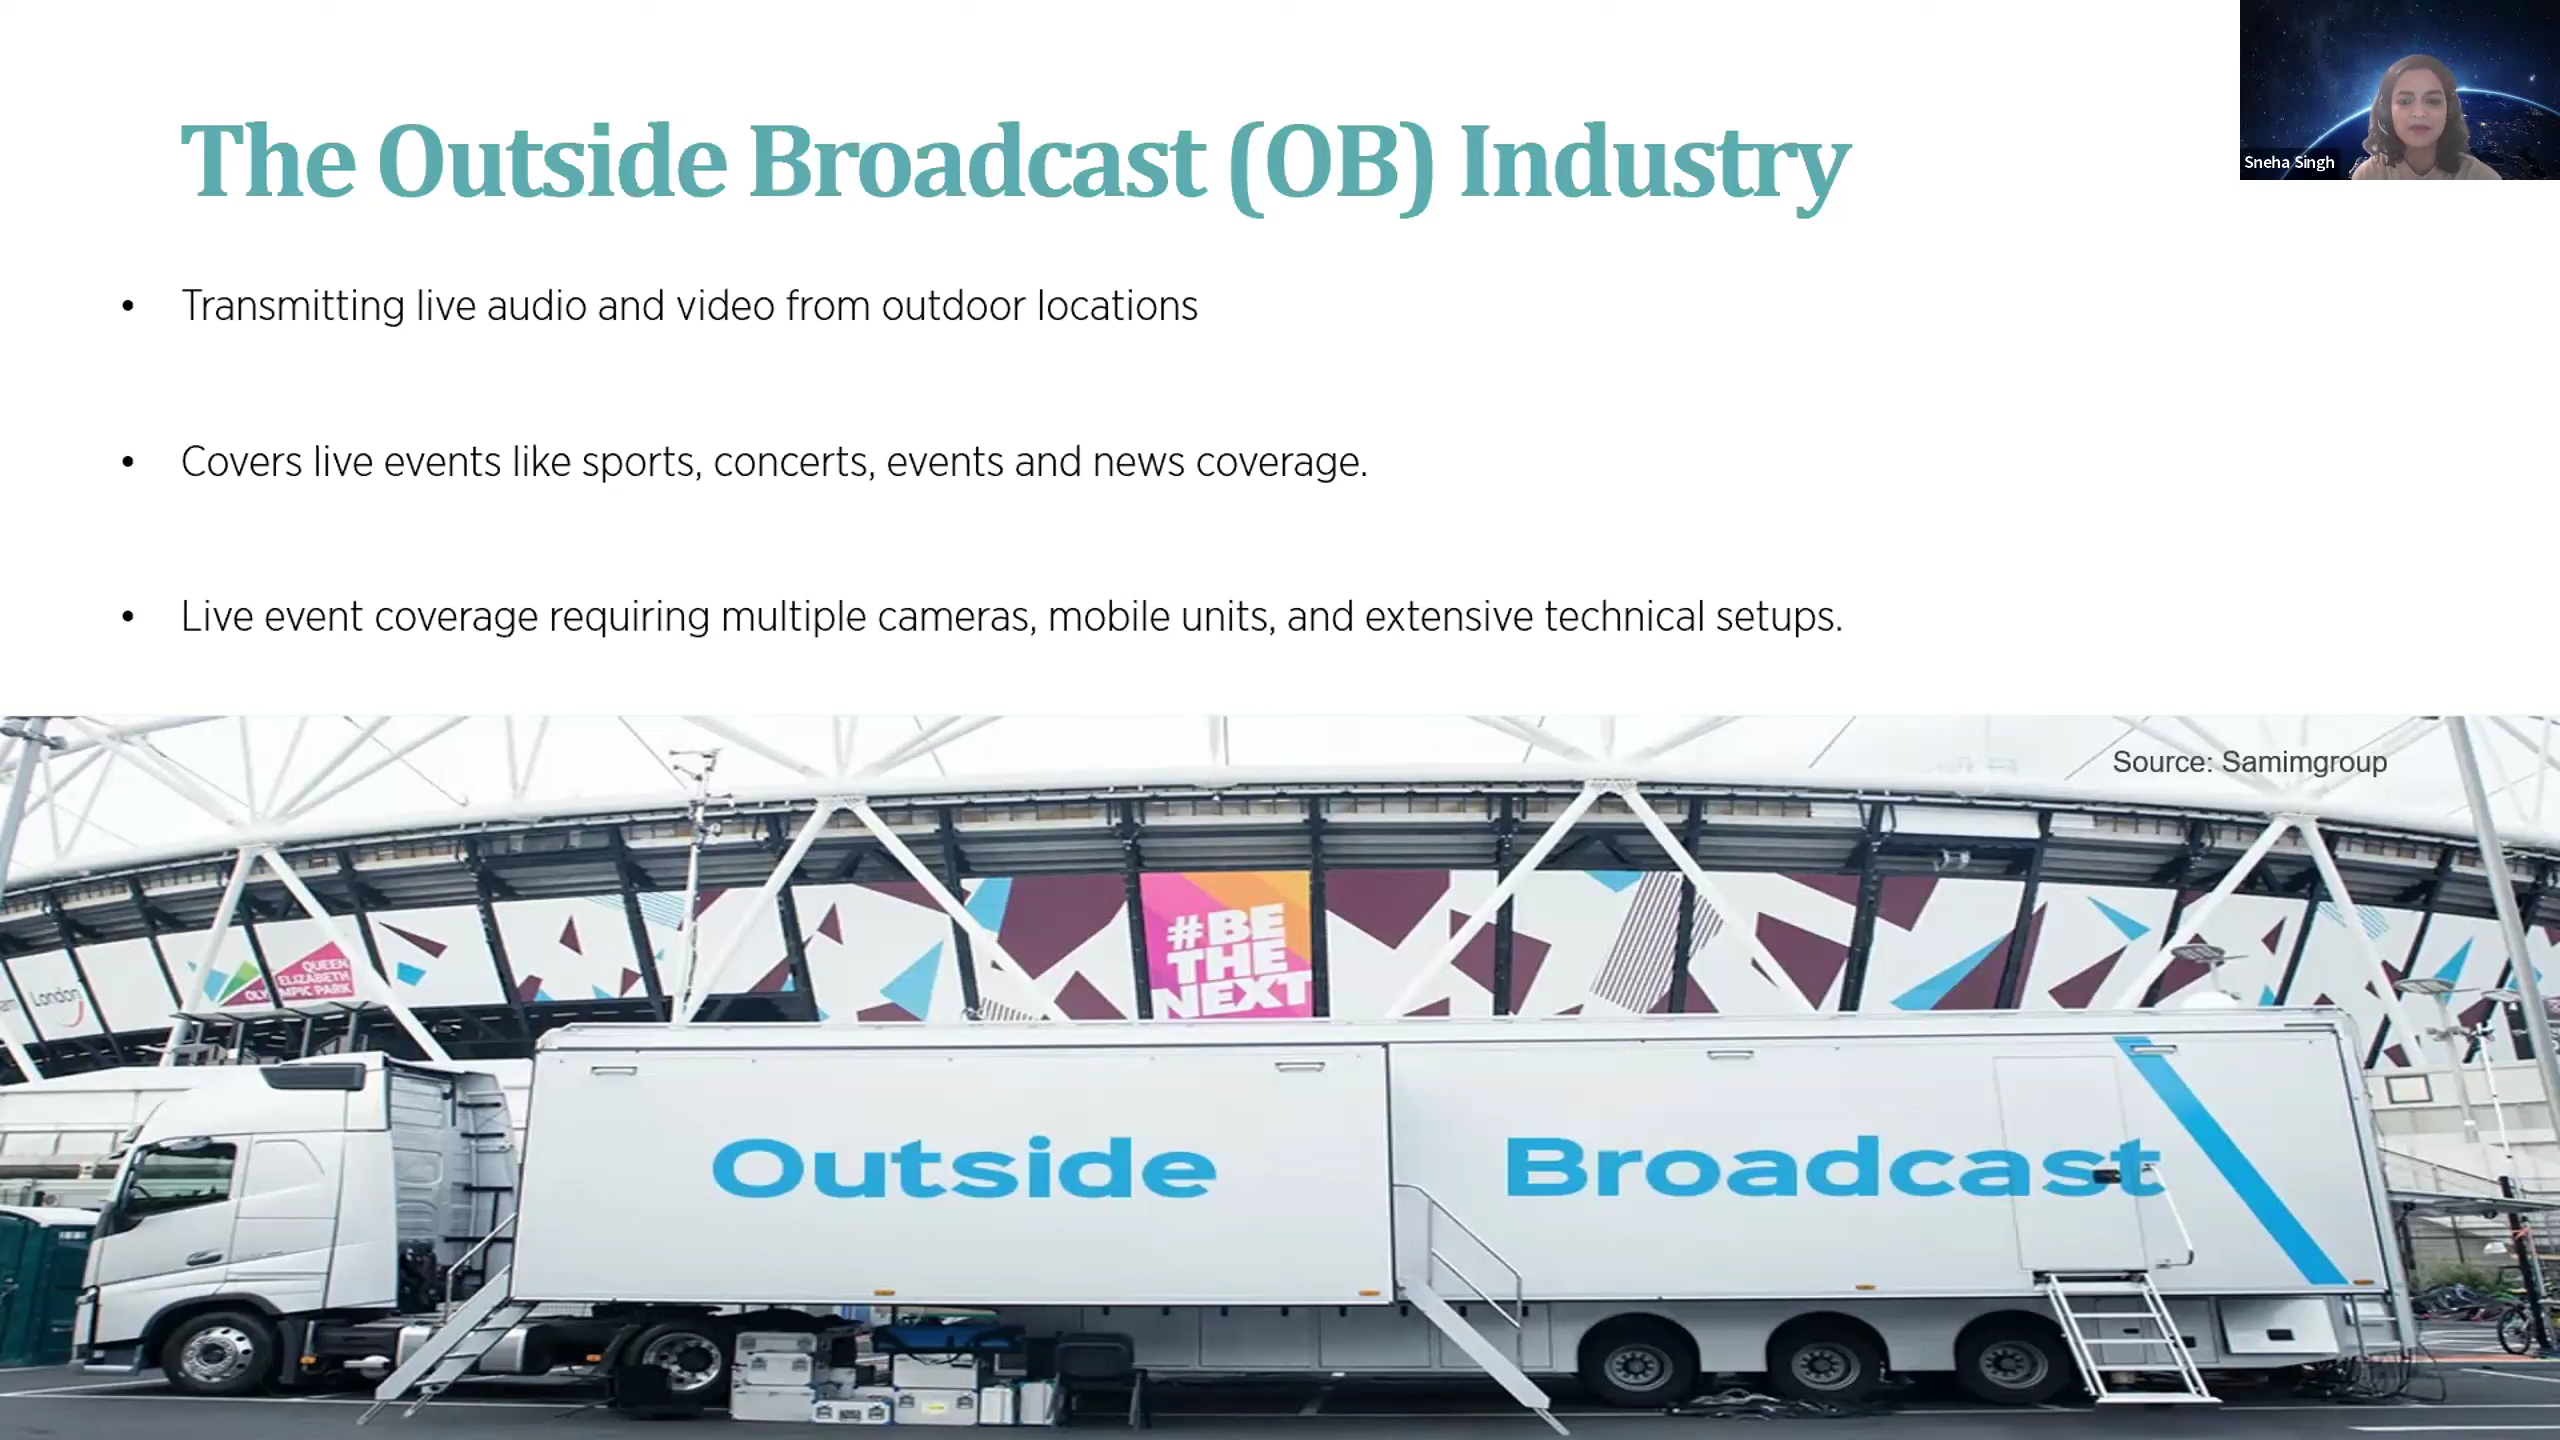 The Outside Broadcast (OB) Industry
Sneha Singh
• Transmitting live audio and video from outdoor locations
• Covers live events like sports, concerts, events and news coverage.
• Live event coverage requiring multiple cameras, mobile units, and extensive technical setups.
Source: Samimgroup
#BE
THE
NEXT
QUEEN
ELIZABETH
OLYMPIC PARK
London
Outside Broadcast